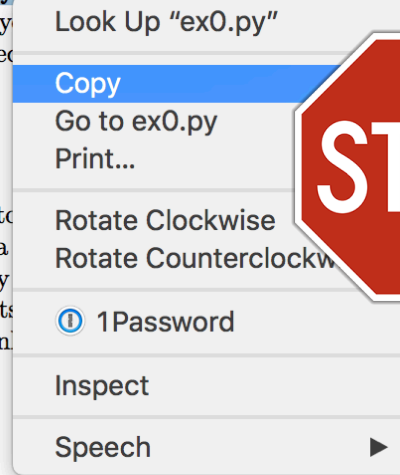 Look Up “ex0.py”
Copy
Go to ex0.py
Print...
Rotate Clockwise
Rotate Counterclockw
1Password
Inspect
Speech
ST